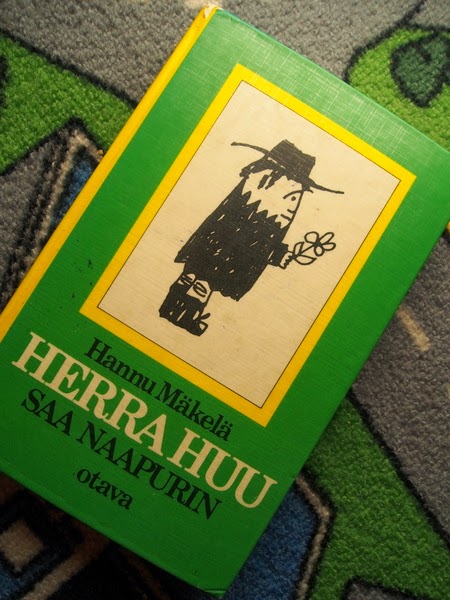 Hannu Mäkelä
HERRA HUU
SAA NAAPURIN
otava